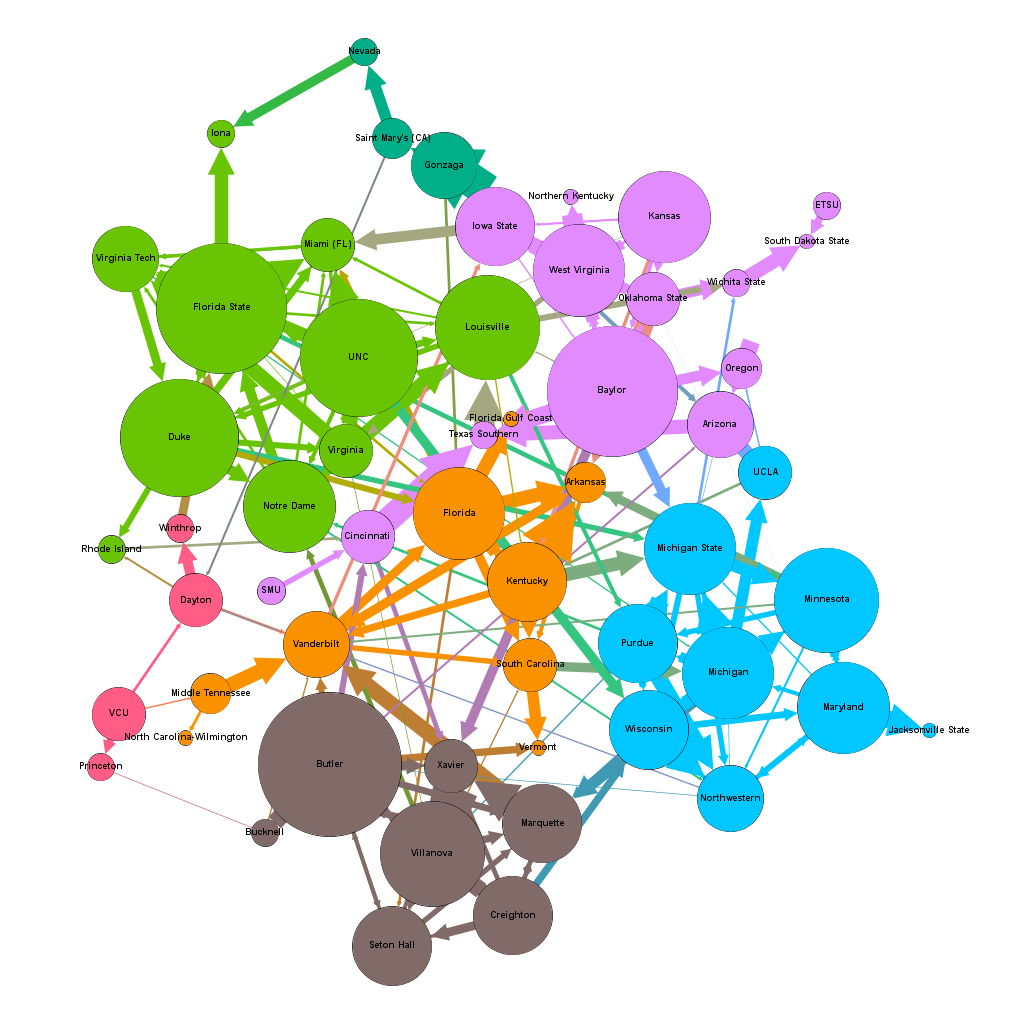 Nevada
Iona
Saint Mary's (CA)
Gonzaga
Northern Kentucky
ETSU
Kansas
Iowa State
South Dakota State
Miami (FL)
Virginia Tech
West Virginia
Wichita State
Oklahoma State
Florida State
Louisville
UNC
Oregon
Baylor
Florida Gulf Coast
Arizona
Texas Southern
Duke
Virginia
UCLA
Arkansas
Notre Dame
Florida
Winthrop
Cincinnati
Michigan State
Rhode Island
Kentucky
SMU
Dayton
Minnesota
Vanderbilt
Purdue
South Carolina
Michigan
Middle Tennessee
Maryland
VCU
Wisconsin
Jacksonville State
North Carolina-Wilmington
Vermont
Butler
Xavier
Princeton
Northwestern
Marquette
Bucknell
Villanova
Creighton
Seton Hall